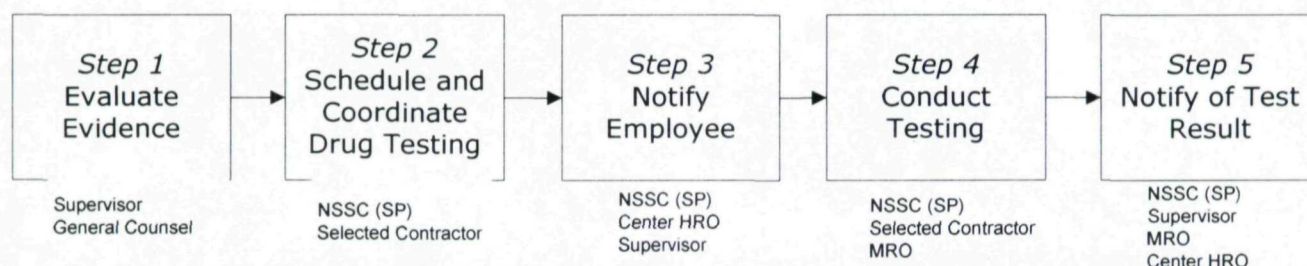 Step 1
Evaluate
Evidence
Supervisor
General Counsel
Step 2
Schedule and
Coordinate
Drug Testing
NSSC (SP)
Selected Contractor
Step 3
Notify
Employee
NSSC (SP)
Center HRO
Supervisor
Step 4
Conduct
Testing
NSSC (SP)
Selected Contractor
MRO
Step 5
Notify of Test
Result
NSSC (SP)
Supervisor
MRO
Center HRO